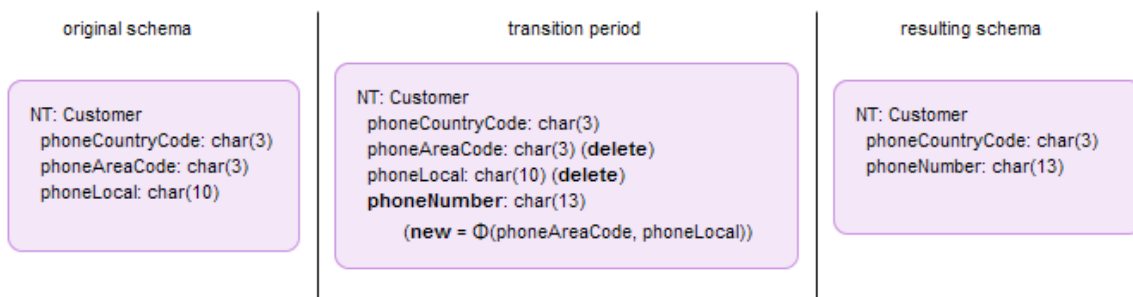 original schema
NT: Customer
phoneCountryCode: char(3)
phoneAreaCode: char(3)
phoneLocal: char(10)
transition period
NT: Customer
phoneCountryCode: char(3)
phoneAreaCode: char(3) (delete)
phoneLocal: char(10) (delete)
phoneNumber: char(13)
(new = Φ(phoneAreaCode, phoneLocal))
resulting schema
NT: Customer
phoneCountryCode: char(3)
phoneNumber: char(13)